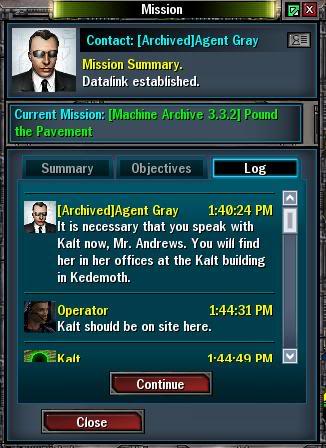 Mission
Contact: [Archived]Agent Gray
Mission Summary.
Datalink established.
Current Mission: [Machine Archive 3.3.2] Pound
the Pavement
Summary
Objectives
Log
[Archived]Agent Gray 1:40:24 PM
It is necessary that you speak with
Kalt now, Mr. Andrews. You will find
her in her offices at the Kalt building
in Kedemoth.
Operator 1:44:31 PM
Kalt should be on site here.
Kalt 1:44:49 PM
Continue
Close